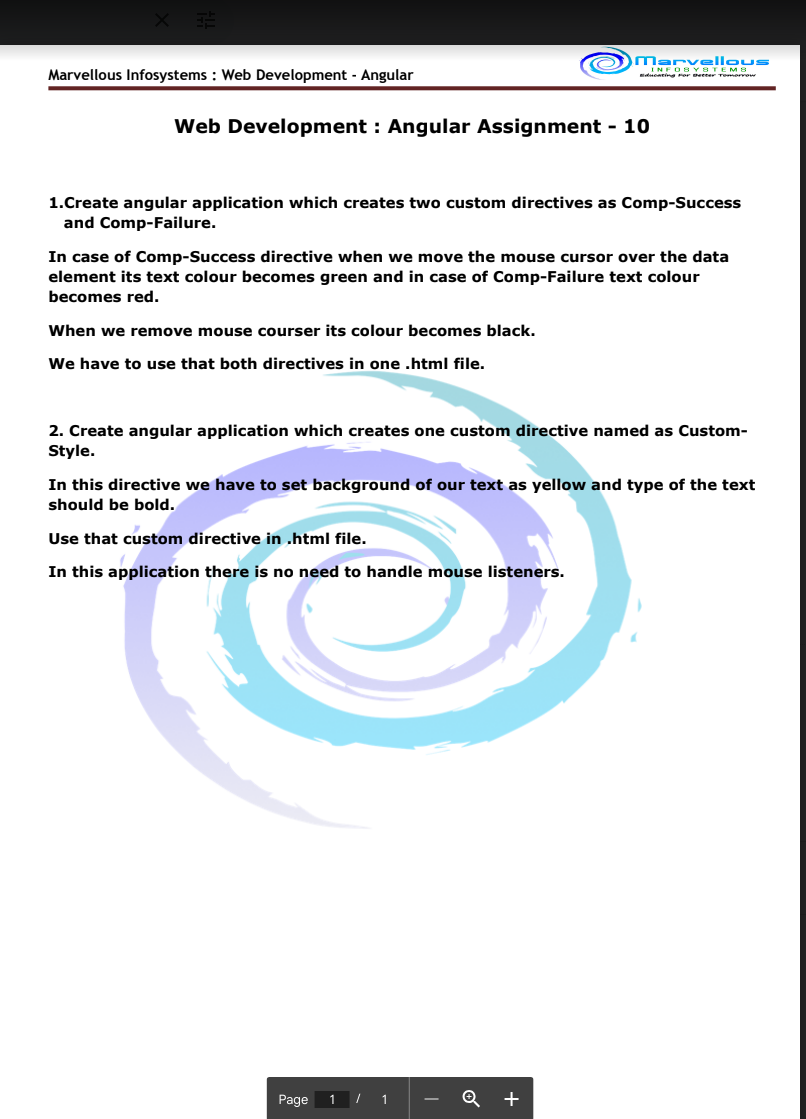 Marvellous Infosystems : Web Development - Angular
Marvellous
INFOSYSTEMS
Educating For Better Tomorrow
Web Development : Angular Assignment - 10
1.Create angular application which creates two custom directives as Comp-Success
and Comp-Failure.
In case of Comp-Success directive when we move the mouse cursor over the data
element its text colour becomes green and in case of Comp-Failure text colour
becomes red.
When we remove mouse courser its colour becomes black.
We have to use that both directives in one .html file.
2. Create angular application which creates one custom directive named as Custom-
Style.
In this directive we have to set background of our text as yellow and type of the text
should be bold.
Use that custom directive in .html file.
In this application there is no need to handle mouse listeners.
Page 1 / 1